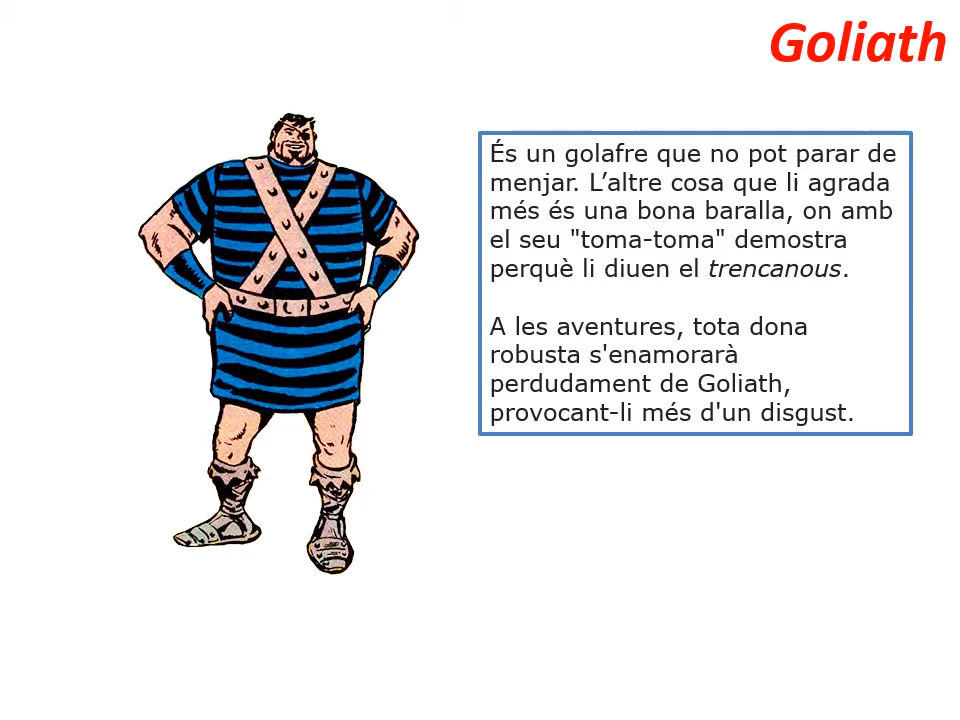 Goliath
És un golafre que no pot parar de
menjar. L’altre cosa que li agrada
més és una bona baralla, on amb
el seu "toma-toma" demostra
perquè li diuen el trencanous.
A les aventures, tota dona
robusta s'enamorarà
perdudament de Goliath,
provocant-li més d'un disgust.